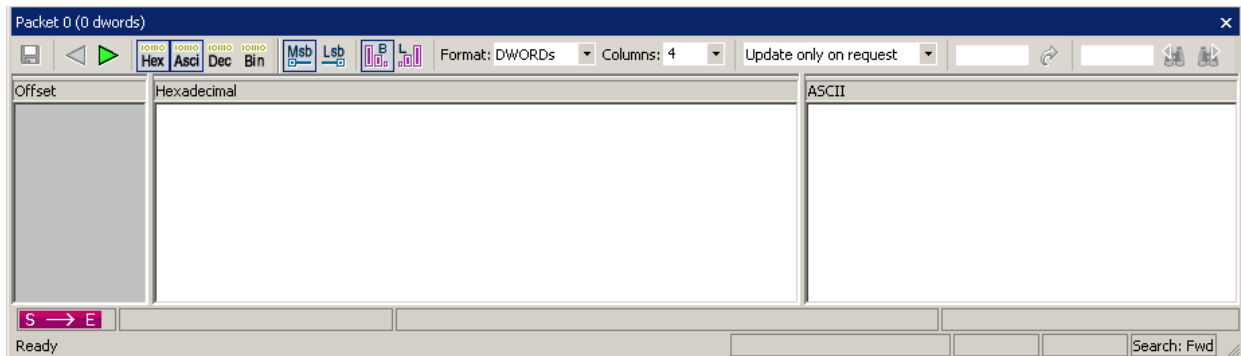 Packet 0 (0 dwords)
Hex Asci Dec Bin Msb Lsb B L Format: DWORDs Columns: 4 Update only on request
Offset Hexadecimal ASCII
S → E
Ready Search: Fwd